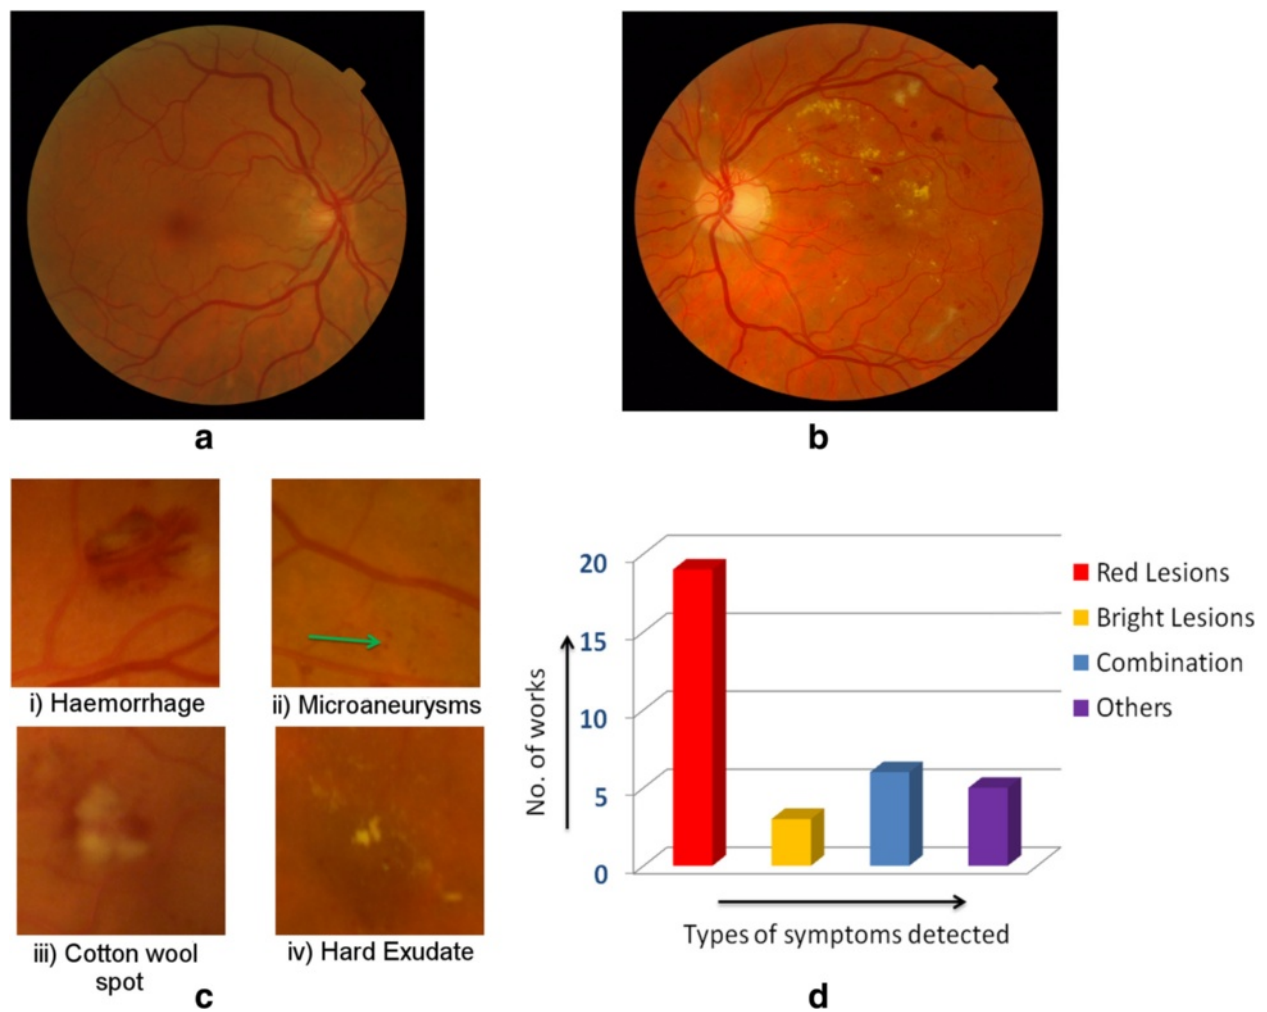 a
b
i) Haemorrhage
ii) Microaneurysms
iii) Cotton wool
spot
iv) Hard Exudate
c
20
15
10
5
0
No. of works
Types of symptoms detected
Red Lesions
Bright Lesions
Combination
Others
d